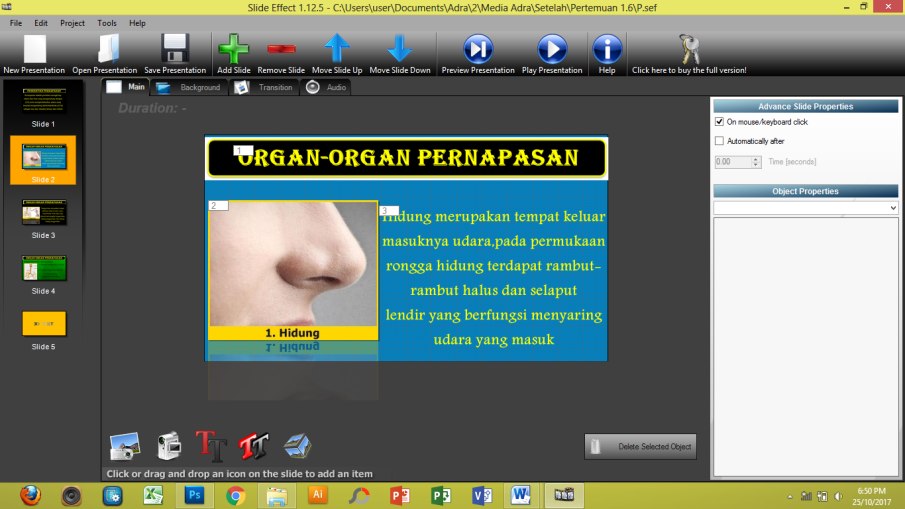 Slide Effect 1.12.5 - C:\Users\user\Documents\Adra\2\Media Adra\Setelah\Pertemuan 1.6\P.sef
File Edit Project Tools Help
New Presentation Open Presentation Save Presentation Add Slide Remove Slide Move Slide Up Move Slide Down Preview Presentation Play Presentation Help Click here to buy the full version!
Main Background Transition Audio
Duration: -
Slide 1
Slide 2
Slide 3
Slide 4
Slide 5
1
ORGAN-ORGAN PERNAPASAN
2
1. Hidung
3
Hidung merupakan tempat keluar
masuknya udara,pada permukaan
rongga hidung terdapat rambut-
rambut halus dan selaput
lendir yang berfungsi menyaring
udara yang masuk
Advance Slide Properties
On mouse/keyboard click
Automatically after
0.00 Time (seconds)
Object Properties
Delete Selected Object
Click or drag and drop an icon on the slide to add an item
6:50 PM
25/10/2017